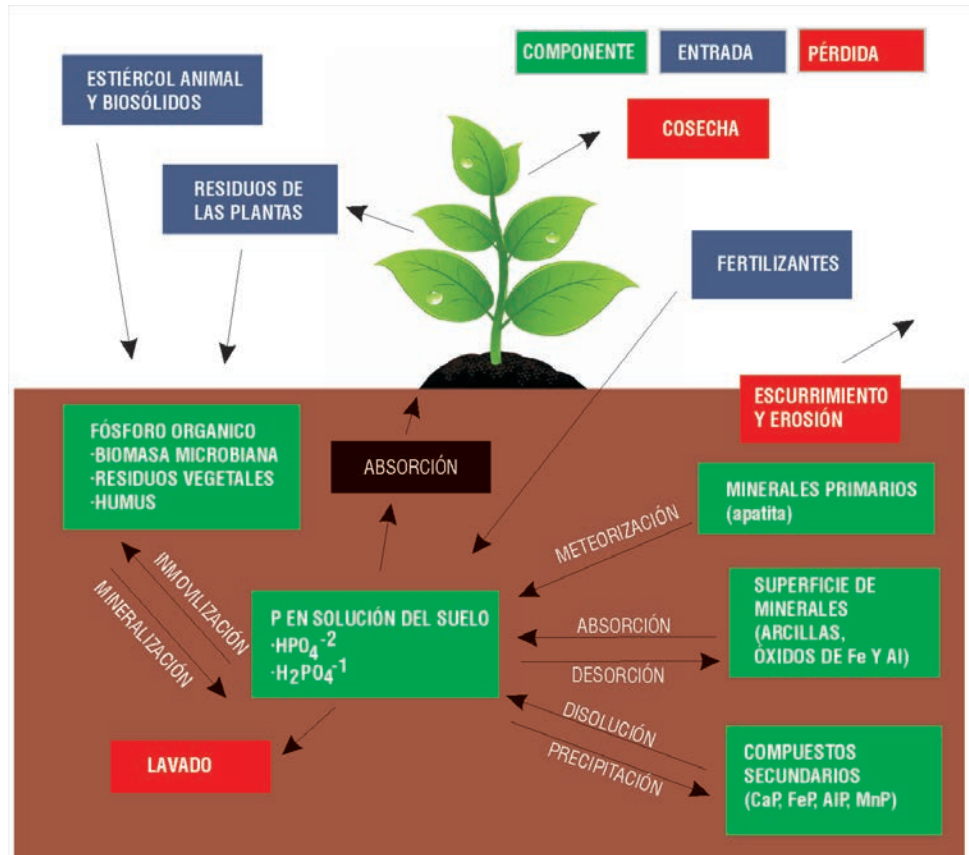 COMPONENTE
ENTRADA
PÉRDIDA
ESTIÉRCOL ANIMAL
Y BIOSÓLIDOS
COSECHA
RESIDUOS DE
LAS PLANTAS
FERTILIZANTES
ESCURRIMIENTO
Y EROSIÓN
FÓSFORO ORGANICO
·BIOMASA MICROBIANA
·RESIDUOS VEGETALES
·HUMUS
ABSORCIÓN
MINERALES PRIMARIOS
(apatita)
METEORIZACIÓN
INMOVILIZACIÓN
MINERALIZACIÓN
P EN SOLUCIÓN DEL SUELO
·HPO₄⁻²
·H₂PO₄⁻¹
ABSORCIÓN
DESORCIÓN
SUPERFICIE DE
MINERALES
(ARCILLAS,
ÓXIDOS DE Fe Y Al)
DISOLUCIÓN
PRECIPITACIÓN
LAVADO
COMPUESTOS
SECUNDARIOS
(CaP, FeP, AlP, MnP)